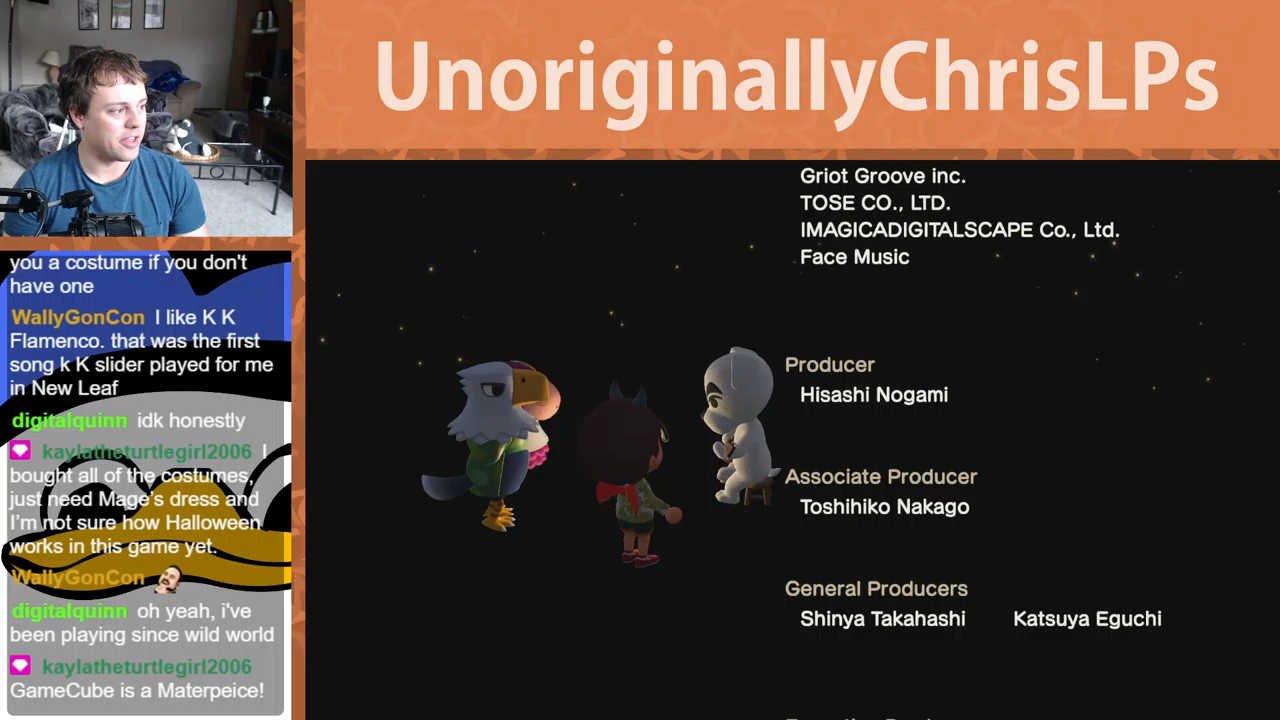 UnoriginallyChrisLPs
you a costume if you don't
have one
WallyGonCon I like K K
Flamenco. that was the first
song k K slider played for me
in New Leaf
digitalquinn idk honestly
kaylatheturtlegirl2006 I
bought all of the costumes,
just need Mage's dress and
I'm not sure how Halloween
works in this game yet.
WallyGonCon
digitalquinn oh yeah, i've
been playing since wild world
kaylatheturtlegirl2006
GameCube is a Materpeice!
Griot Groove inc.
TOSE CO., LTD.
IMAGICADIGITALSCAPE Co., Ltd.
Face Music
Producer
Hisashi Nogami
Associate Producer
Toshihiko Nakago
General Producers
Shinya Takahashi Katsuya Eguchi